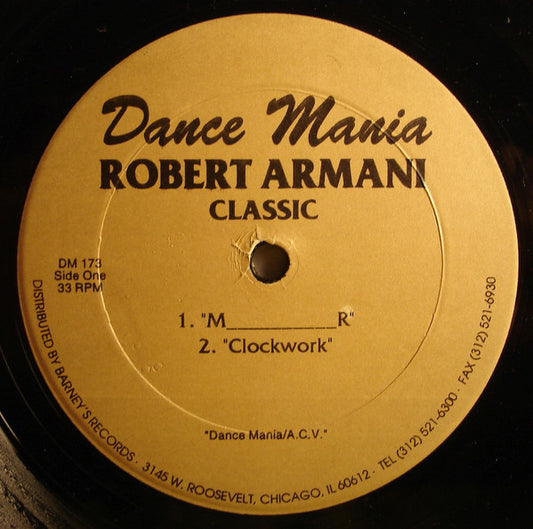 Dance Mania
ROBERT ARMANI
CLASSIC
DM 173
Side One
33 RPM
1. "M___________R"
2. "Clockwork"
"Dance Mania/A.C.V."
DISTRIBUTED BY BARNEY'S RECORDS · 3145 W. ROOSEVELT, CHICAGO, IL 60612 · TEL (312) 521-6300 · FAX (312) 521-6930